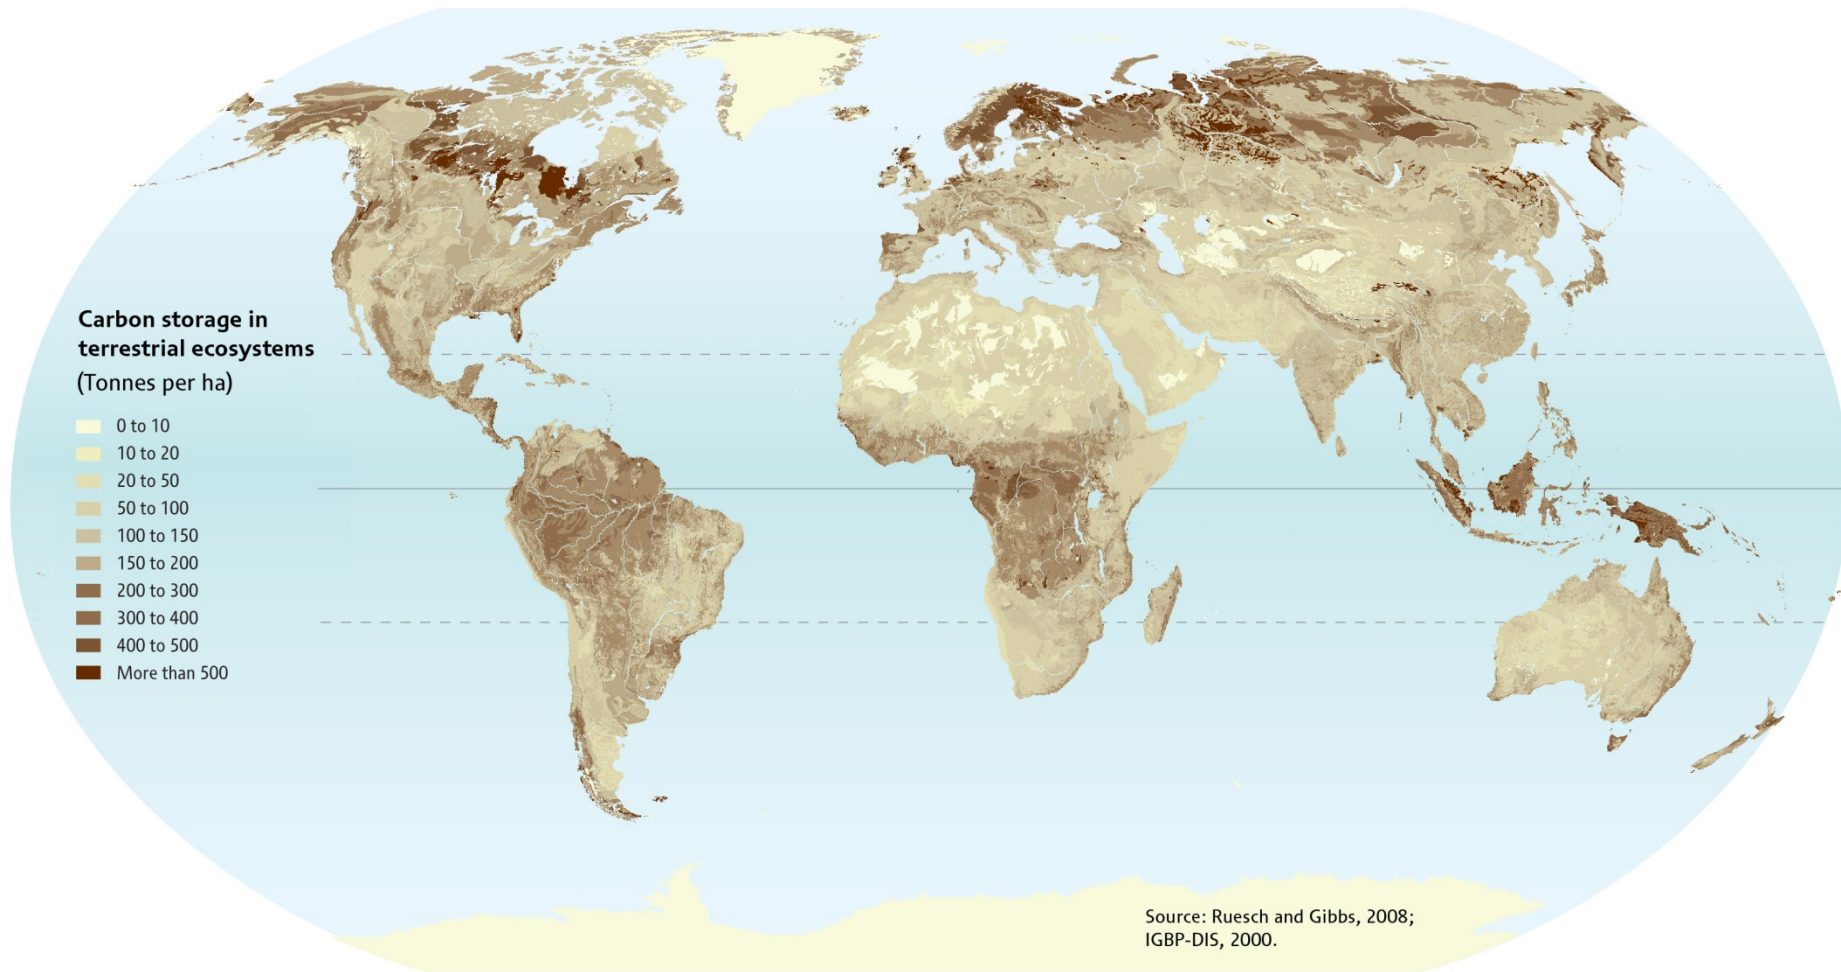 Carbon storage in
terrestrial ecosystems
(Tonnes per ha)
0 to 10
10 to 20
20 to 50
50 to 100
100 to 150
150 to 200
200 to 300
300 to 400
400 to 500
More than 500
Source: Ruesch and Gibbs, 2008;
IGBP-DIS, 2000.